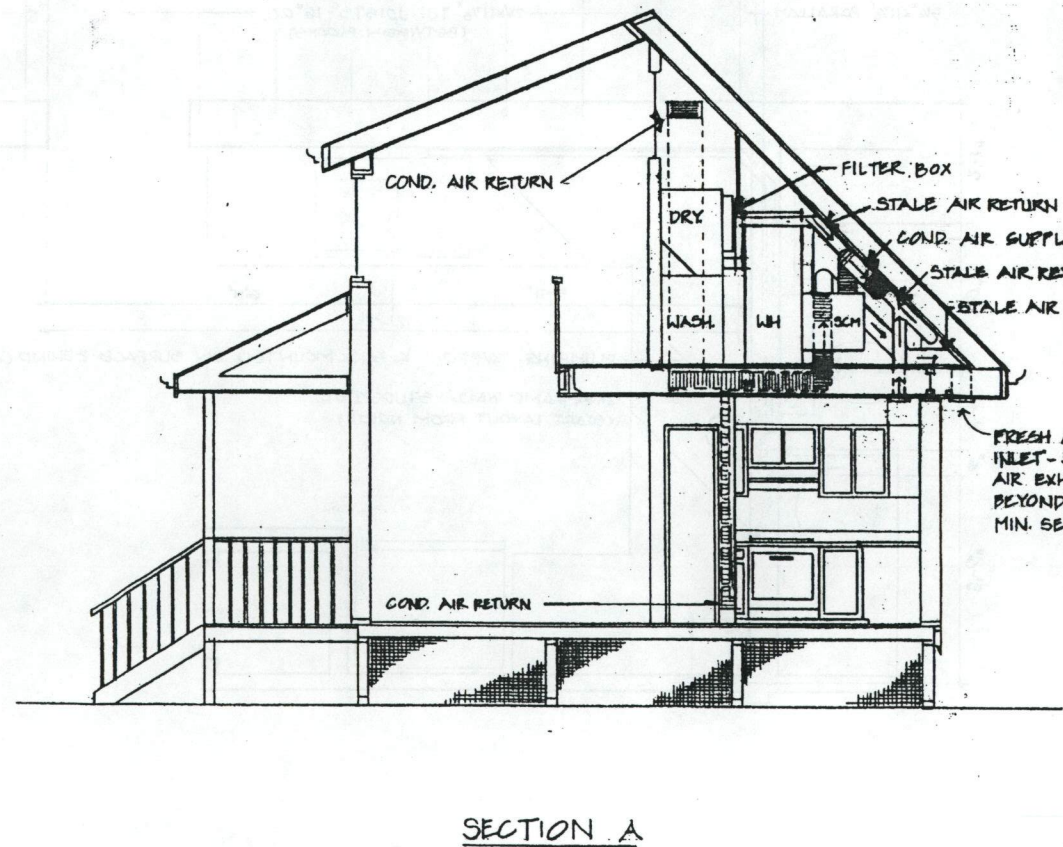 COND. AIR RETURN
FILTER BOX
STALE AIR RETURN
COND. AIR SUPPL
STALE AIR RE
STALE AIR
DRY.
WASH.
WH
SCM
FRESH
INLET-
AIR EXH
BEYOND
MIN. SE
COND. AIR RETURN
SECTION A